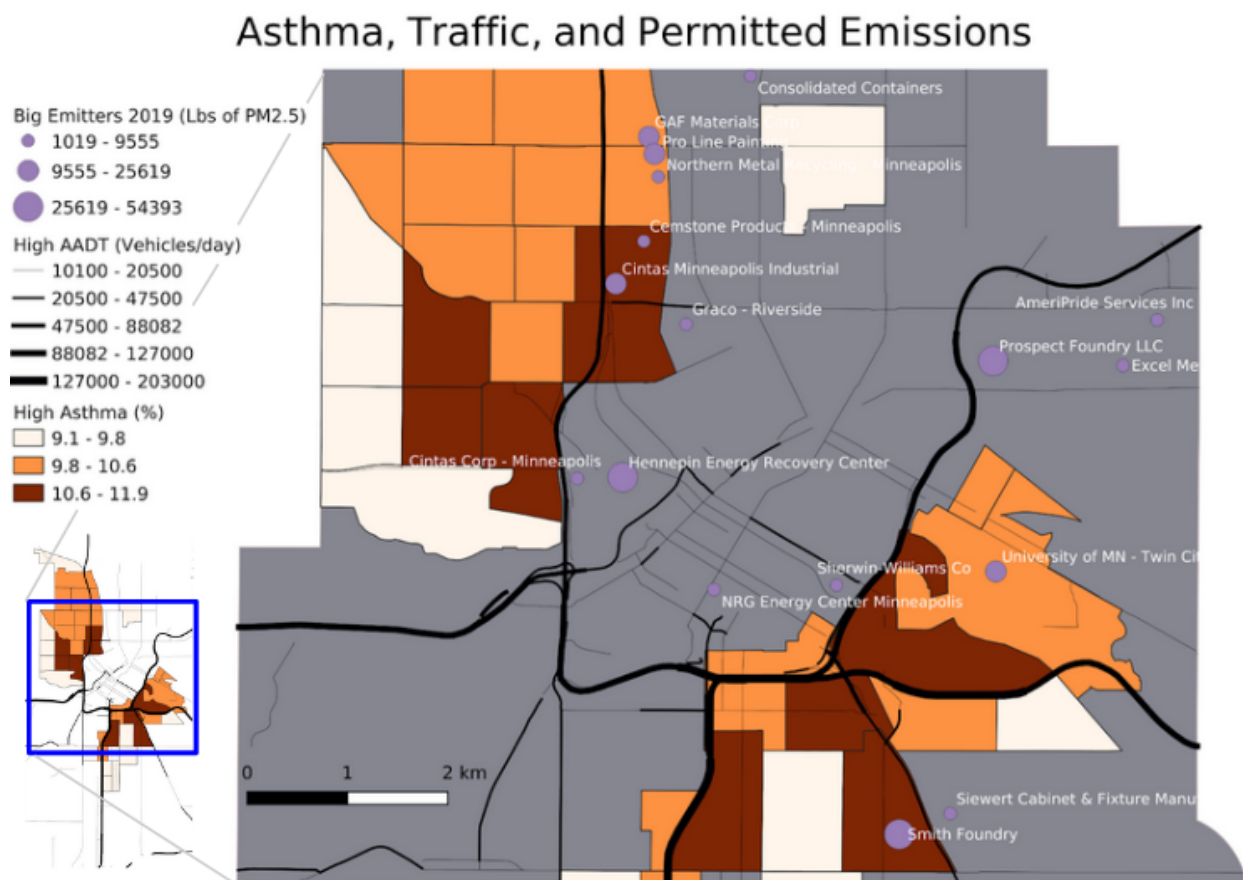 Asthma, Traffic, and Permitted Emissions
Big Emitters 2019 (Lbs of PM2.5)
1019 - 9555
9555 - 25619
25619 - 54393
High AADT (Vehicles/day)
10100 - 20500
20500 - 47500
47500 - 88082
88082 - 127000
127000 - 203000
High Asthma (%)
9.1 - 9.8
9.8 - 10.6
10.6 - 11.9
Consolidated Containers
GAF Materials Corp
Pro Line Painting
Northern Metal Recycling - Minneapolis
Cemstone Products - Minneapolis
Cintas Minneapolis Industrial
AmeriPride Services Inc
Graco - Riverside
Prospect Foundry LLC
Excel Me
Cintas Corp - Minneapolis
Hennepin Energy Recovery Center
University of MN - Twin Cit
Sherwin-Williams Co
NRG Energy Center Minneapolis
0 1 2 km
Siewert Cabinet & Fixture Manu
Smith Foundry